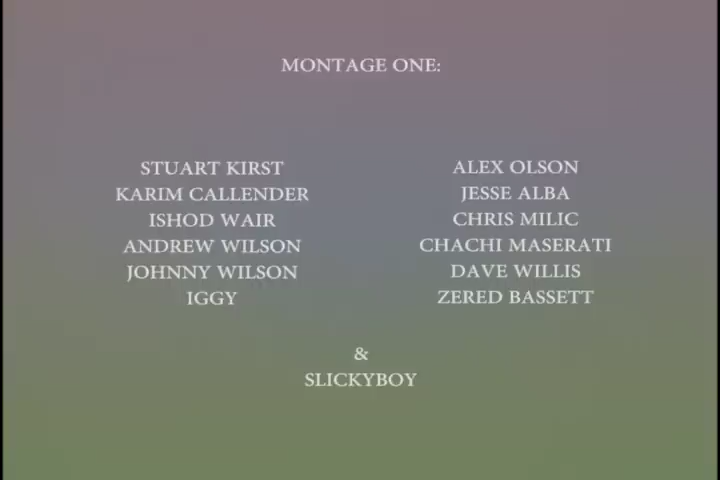 MONTAGE ONE:
STUART KIRST
KARIM CALLENDER
ISHOD WAIR
ANDREW WILSON
JOHNNY WILSON
IGGY
ALEX OLSON
JESSE ALBA
CHRIS MILIC
CHACHI MASERATI
DAVE WILLIS
ZERED BASSETT
&
SLICKYBOY